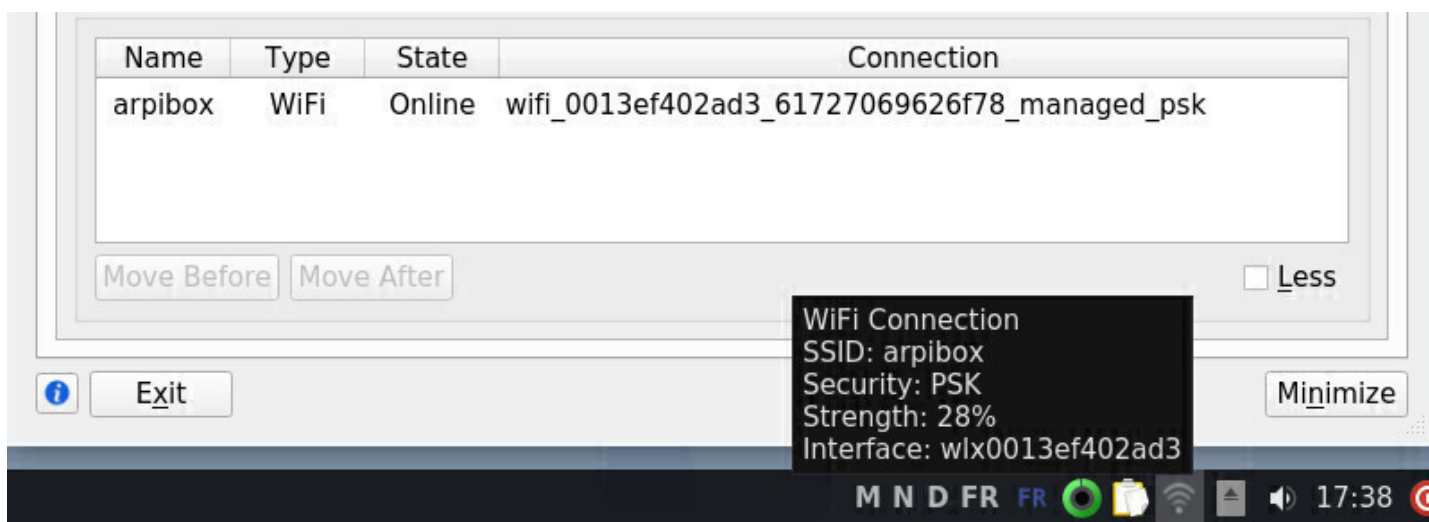 Name Type State Connection
arpibox WiFi Online wifi_0013ef402ad3_61727069626f78_managed_psk
Move Before Move After Less
WiFi Connection
SSID: arpibox
Security: PSK
Strength: 28%
Interface: wlx0013ef402ad3
Exit Minimize
M N D FR FR 17:38